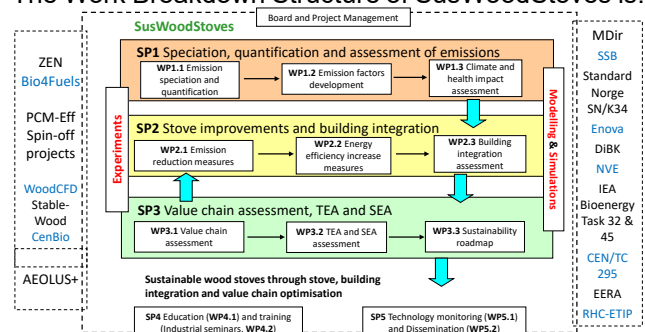 The Work Breakdown Structure of SusWoodStoves is:
Board and Project Management
SusWoodStoves
ZEN
Bio4Fuels
PCM-Eff
Spin-off
projects
WoodCFD
Stable-
Wood
CenBio
AEOLUS+
Experiments
SP1 Speciation, quantification and assessment of emissions
WP1.1 Emission
speciation and
quantification
WP1.2 Emission factors
development
WP1.3 Climate and
health impact
assessment
SP2 Stove improvements and building integration
WP2.1 Emission
reduction measures
WP2.2 Energy
efficiency increase
measures
WP2.3 Building
integration
assessment
SP3 Value chain assessment, TEA and SEA
WP3.1 Value chain
assessment
WP3.2 TEA and SEA
assessment
WP3.3 Sustainability
roadmap
Modelling & Simulations
Sustainable wood stoves through stove, building
integration and value chain optimisation
SP4 Education (WP4.1) and training
(Industrial seminars, WP4.2)
SP5 Technology monitoring (WP5.1)
and Dissemination (WP5.2)
MDir
SSB
Standard
Norge
SN/K34
Enova
DiBK
NVE
IEA
Bioenergy
Task 32 &
45
CEN/TC
295
EERA
RHC-ETIP